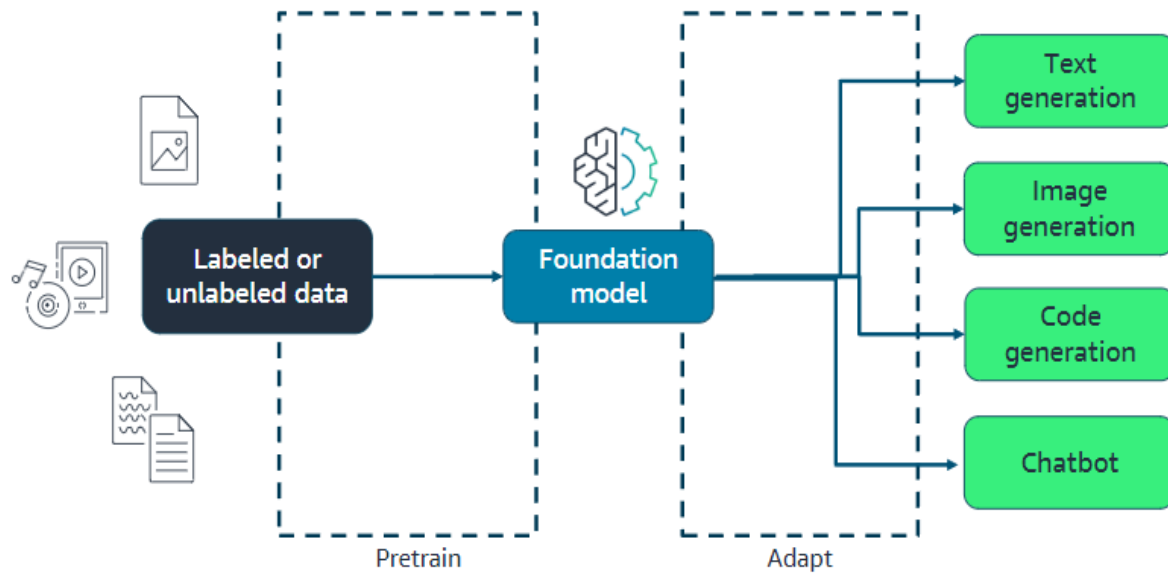 Labeled or
unlabeled data
Foundation
model
Text
generation
Image
generation
Code
generation
Chatbot
Pretrain
Adapt